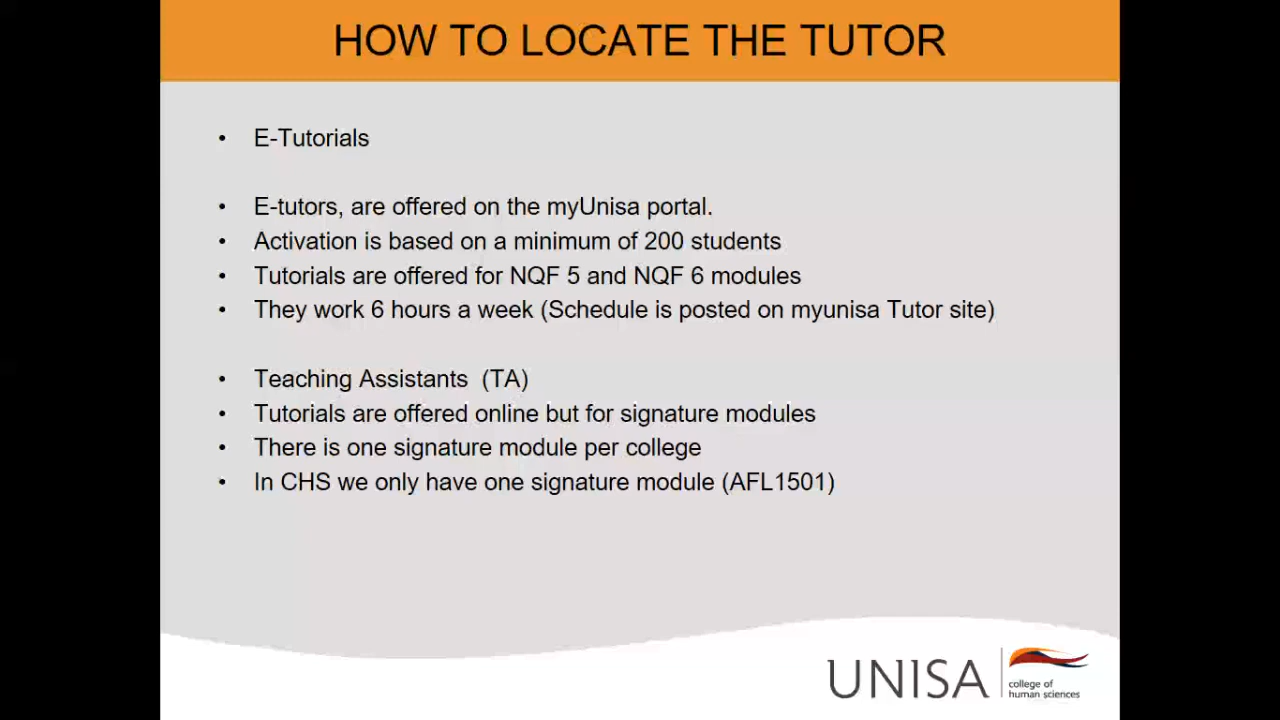 HOW TO LOCATE THE TUTOR
• E-Tutorials
• E-tutors, are offered on the myUnisa portal.
• Activation is based on a minimum of 200 students
• Tutorials are offered for NQF 5 and NQF 6 modules
• They work 6 hours a week (Schedule is posted on myunisa Tutor site)
• Teaching Assistants (TA)
• Tutorials are offered online but for signature modules
• There is one signature module per college
• In CHS we only have one signature module (AFL1501)
UNISA
college of
human sciences